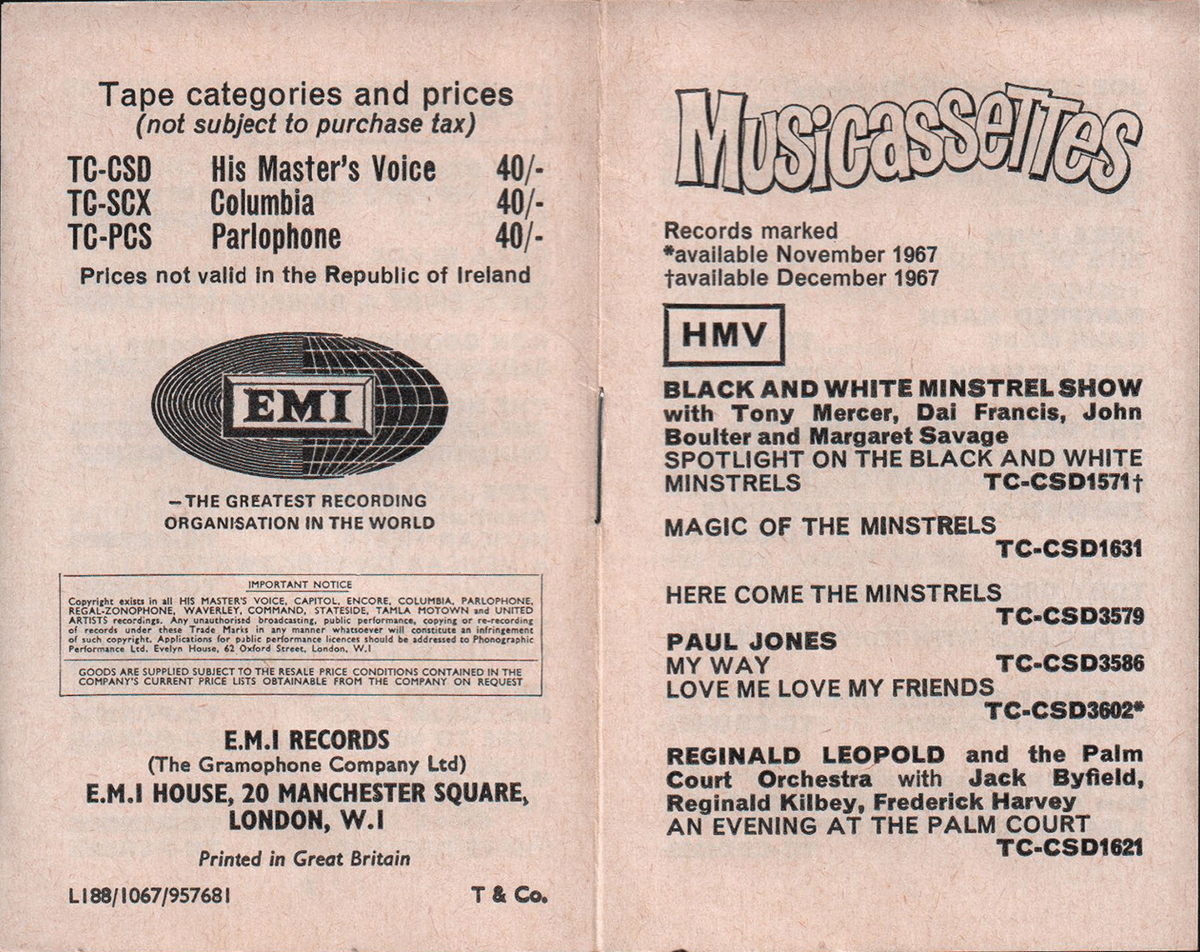 Tape categories and prices
(not subject to purchase tax)
TC-CSD His Master's Voice 40/-
TC-SCX Columbia 40/-
TC-PCS Parlophone 40/-
Prices not valid in the Republic of Ireland
EMI
—THE GREATEST RECORDING
ORGANISATION IN THE WORLD
IMPORTANT NOTICE
Copyright exists in all HIS MASTER'S VOICE, CAPITOL, ENCORE, COLUMBIA, PARLOPHONE,
REGAL-ZONOPHONE, WAVERLEY, COMMAND, STATESIDE, TAMLA MOTOWN and UNITED
ARTISTS recordings. Any unauthorised broadcasting, public performance, copying or re-recording
of records under these Trade Marks in any manner whatsoever will constitute an infringement
of such copyright. Applications for public performance licences should be addressed to Phonographic
Performance Ltd. Evelyn House, 62 Oxford Street, London, W.I
GOODS ARE SUPPLIED SUBJECT TO THE RESALE PRICE CONDITIONS CONTAINED IN THE
COMPANY'S CURRENT PRICE LISTS OBTAINABLE FROM THE COMPANY ON REQUEST
E.M.I RECORDS
(The Gramophone Company Ltd)
E.M.I HOUSE, 20 MANCHESTER SQUARE,
LONDON, W.I
Printed in Great Britain
L188/1067/957681 T & Co.
Musicassettes
Records marked
*available November 1967
†available December 1967
HMV
BLACK AND WHITE MINSTREL SHOW
with Tony Mercer, Dai Francis, John
Boulter and Margaret Savage
SPOTLIGHT ON THE BLACK AND WHITE
MINSTRELS TC-CSD1571†
MAGIC OF THE MINSTRELS
TC-CSD1631
HERE COME THE MINSTRELS
TC-CSD3579
PAUL JONES
MY WAY TC-CSD3586
LOVE ME LOVE MY FRIENDS
TC-CSD3602*
REGINALD LEOPOLD and the Palm
Court Orchestra with Jack Byfield,
Reginald Kilbey, Frederick Harvey
AN EVENING AT THE PALM COURT
TC-CSD1621